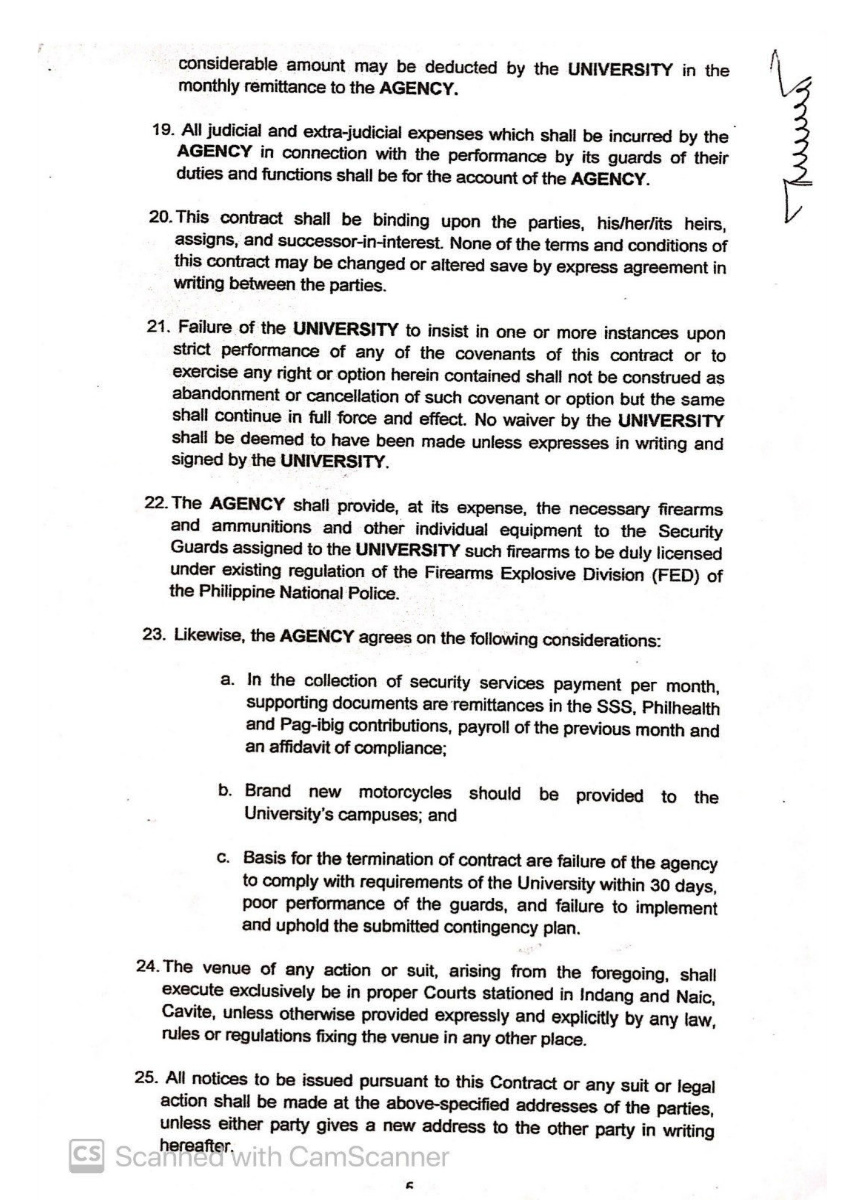 considerable amount may be deducted by the UNIVERSITY in the
monthly remittance to the AGENCY.
19. All judicial and extra-judicial expenses which shall be incurred by the
AGENCY in connection with the performance by its guards of their
duties and functions shall be for the account of the AGENCY.
20. This contract shall be binding upon the parties, his/her/its heirs,
assigns, and successor-in-interest. None of the terms and conditions of
this contract may be changed or altered save by express agreement in
writing between the parties.
21. Failure of the UNIVERSITY to insist in one or more instances upon
strict performance of any of the covenants of this contract or to
exercise any right or option herein contained shall not be construed as
abandonment or cancellation of such covenant or option but the same
shall continue in full force and effect. No waiver by the UNIVERSITY
shall be deemed to have been made unless expresses in writing and
signed by the UNIVERSITY.
22. The AGENCY shall provide, at its expense, the necessary firearms
and ammunitions and other individual equipment to the Security
Guards assigned to the UNIVERSITY such firearms to be duly licensed
under existing regulation of the Firearms Explosive Division (FED) of
the Philippine National Police.
23. Likewise, the AGENCY agrees on the following considerations:
a. In the collection of security services payment per month,
supporting documents are remittances in the SSS, Philhealth
and Pag-ibig contributions, payroll of the previous month and
an affidavit of compliance;
b. Brand new motorcycles should be provided to the
University's campuses; and
c. Basis for the termination of contract are failure of the agency
to comply with requirements of the University within 30 days,
poor performance of the guards, and failure to implement
and uphold the submitted contingency plan.
24. The venue of any action or suit, arising from the foregoing, shall
execute exclusively be in proper Courts stationed in Indang and Naic,
Cavite, unless otherwise provided expressly and explicitly by any law,
rules or regulations fixing the venue in any other place.
25. All notices to be issued pursuant to this Contract or any suit or legal
action shall be made at the above-specified addresses of the parties,
unless either party gives a new address to the other party in writing
hereafter.
CS Scanned with CamScanner